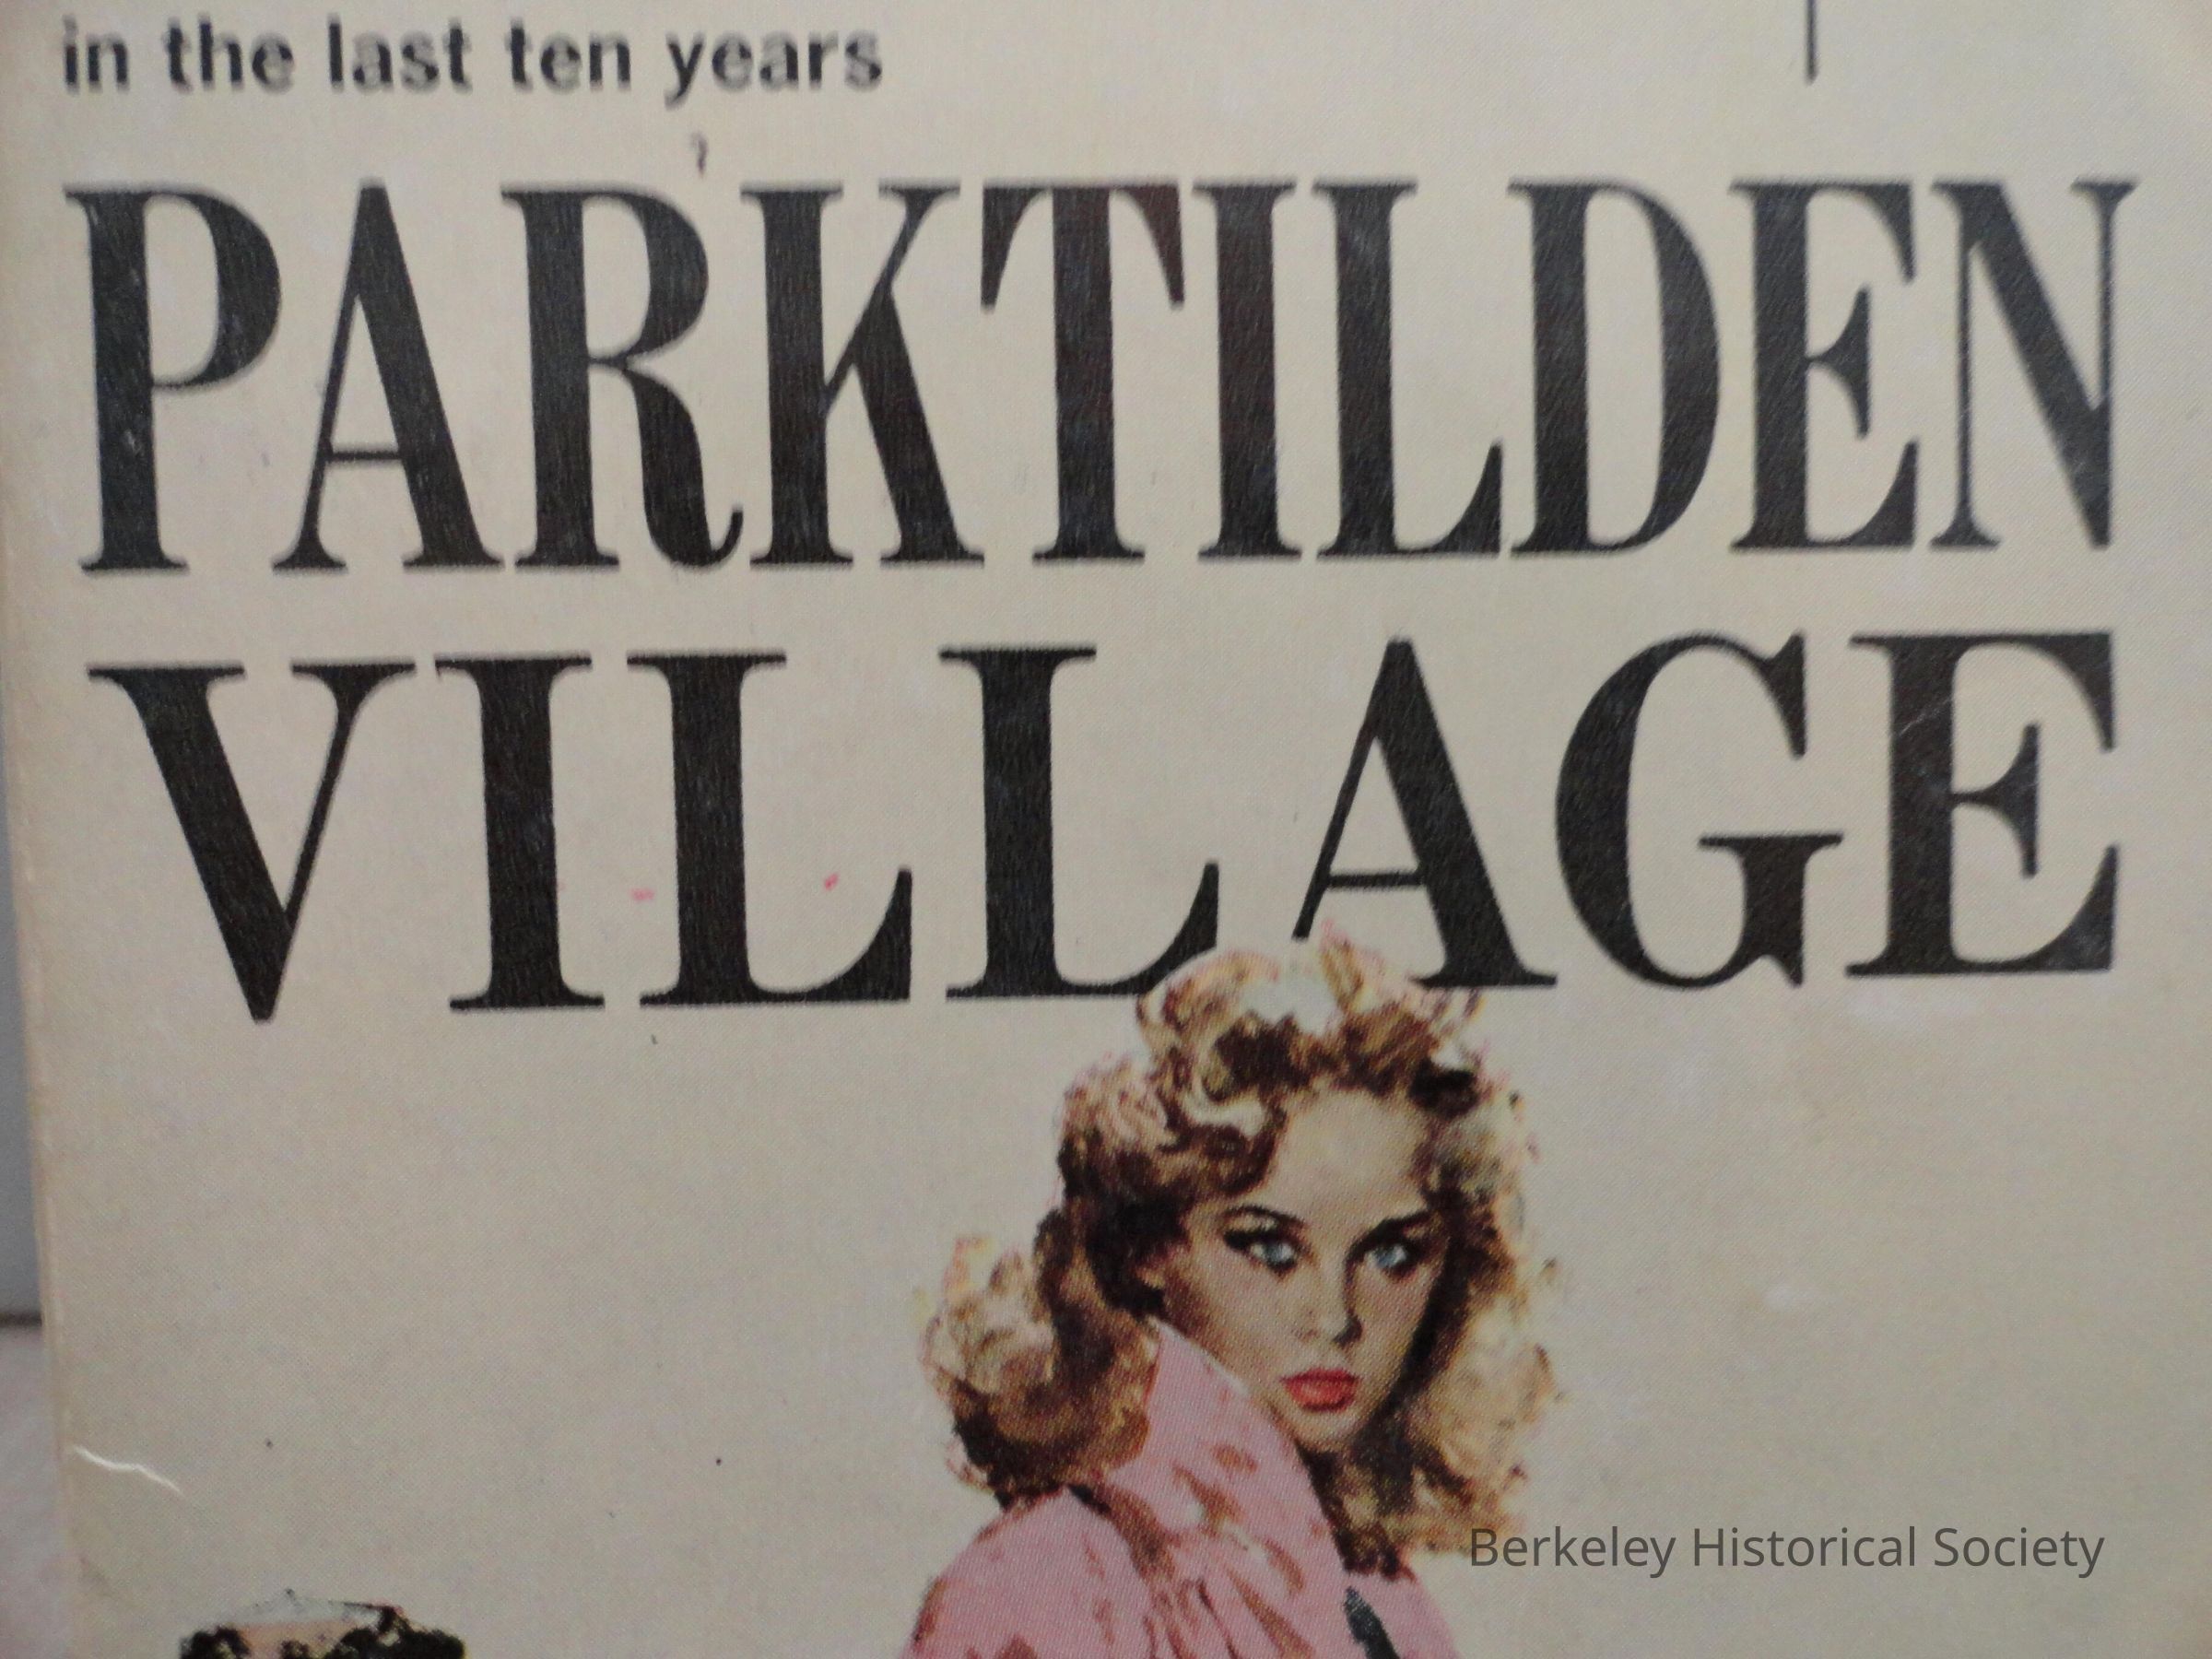 in the last ten years
PARKTILDEN
VILLAGE
Berkeley Historical Society